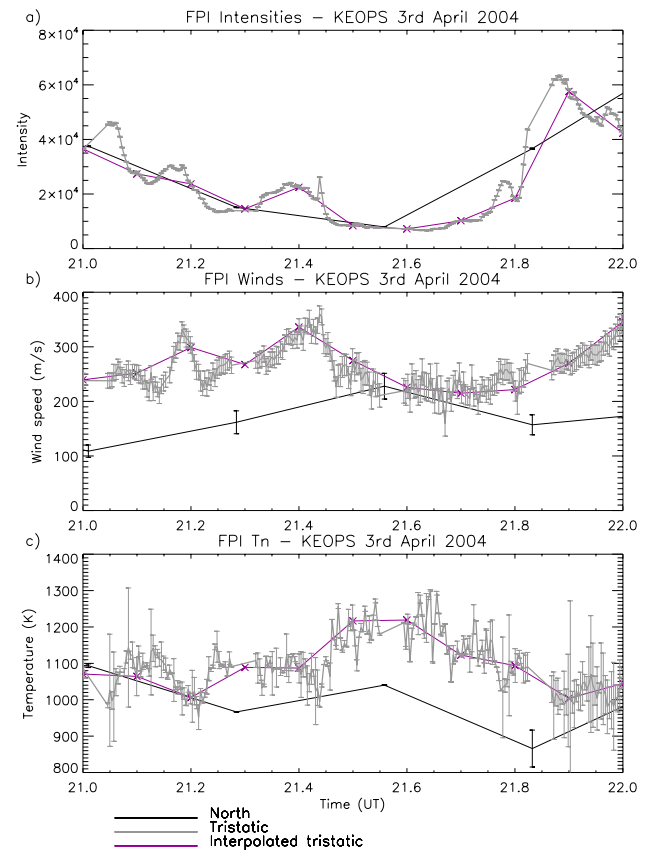 a)
FPI Intensities – KEOPS 3rd April 2004
8×10⁴
6×10⁴
4×10⁴
2×10⁴
0
Intensity
21.0 21.2 21.4 21.6 21.8 22.0
b)
FPI Winds – KEOPS 3rd April 2004
400
300
200
100
0
Wind speed (m/s)
21.0 21.2 21.4 21.6 21.8 22.0
c)
FPI Tn – KEOPS 3rd April 2004
1400
1300
1200
1100
1000
900
800
Temperature (K)
21.0 21.2 21.4 21.6 21.8 22.0
Time (UT)
North
Tristatic
Interpolated tristatic